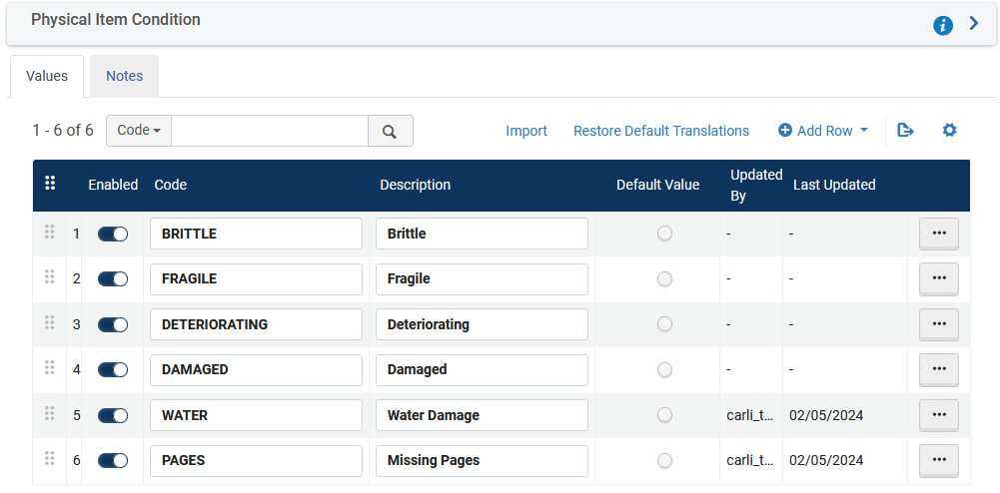 Physical Item Condition
Values Notes
1 - 6 of 6 Code Import Restore Default Translations Add Row
Enabled Code Description Default Value Updated By Last Updated
1 BRITTLE Brittle - -
2 FRAGILE Fragile - -
3 DETERIORATING Deteriorating - -
4 DAMAGED Damaged - -
5 WATER Water Damage carli_t... 02/05/2024
6 PAGES Missing Pages carli_t... 02/05/2024